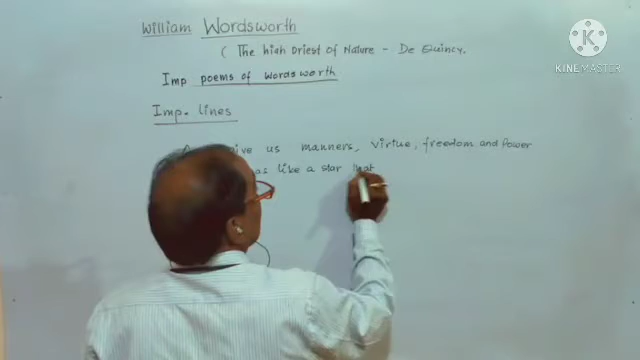 William Wordsworth
( The high Priest of Nature - De Quincy.
Imp poems of Wordsworth
Imp. lines
give us manners, virtue, freedom and Power
like a star that
K
KINEMASTER